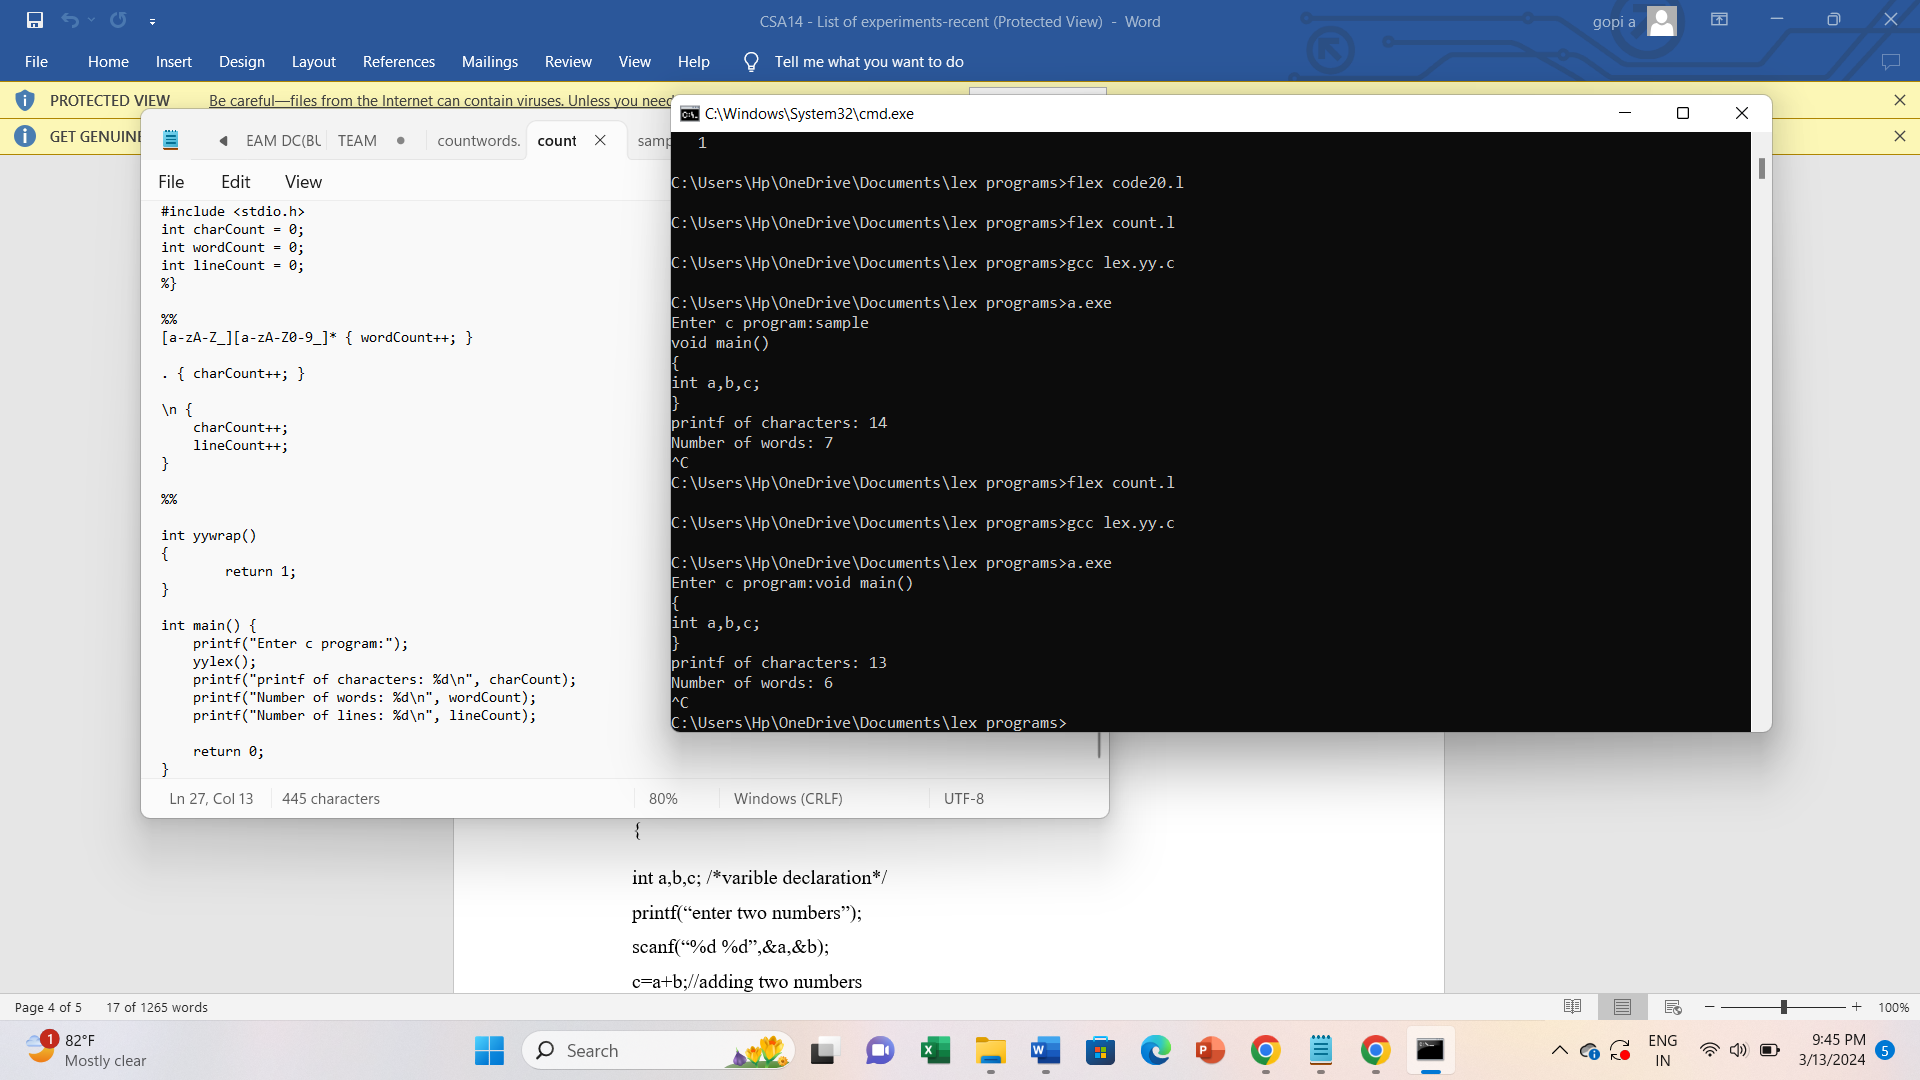 CSA14 - List of experiments-recent (Protected View) - Word
gopi a
File Home Insert Design Layout References Mailings Review View Help Tell me what you want to do
PROTECTED VIEW Be careful—files from the Internet can contain viruses. Unless you need
GET GENUINE
EAM DC(BU TEAM countwords. count samp
File Edit View
#include <stdio.h>
int charCount = 0;
int wordCount = 0;
int lineCount = 0;
%}
%%
[a-zA-Z_][a-zA-Z0-9_]* { wordCount++; }
. { charCount++; }
\n {
charCount++;
lineCount++;
}
%%
int yywrap()
{
return 1;
}
int main() {
printf("Enter c program:");
yylex();
printf("printf of characters: %d\n", charCount);
printf("Number of words: %d\n", wordCount);
printf("Number of lines: %d\n", lineCount);
return 0;
}
Ln 27, Col 13 445 characters 80% Windows (CRLF) UTF-8
C:\Windows\System32\cmd.exe
1
C:\Users\Hp\OneDrive\Documents\lex programs>flex code20.l
C:\Users\Hp\OneDrive\Documents\lex programs>flex count.l
C:\Users\Hp\OneDrive\Documents\lex programs>gcc lex.yy.c
C:\Users\Hp\OneDrive\Documents\lex programs>a.exe
Enter c program:sample
void main()
{
int a,b,c;
}
printf of characters: 14
Number of words: 7
^C
C:\Users\Hp\OneDrive\Documents\lex programs>flex count.l
C:\Users\Hp\OneDrive\Documents\lex programs>gcc lex.yy.c
C:\Users\Hp\OneDrive\Documents\lex programs>a.exe
Enter c program:void main()
{
int a,b,c;
}
printf of characters: 13
Number of words: 6
^C
C:\Users\Hp\OneDrive\Documents\lex programs>
{
int a,b,c; /*varible declaration*/
printf(“enter two numbers”);
scanf(“%d %d”,&a,&b);
c=a+b;//adding two numbers
Page 4 of 5 17 of 1265 words 100%
1 82°F
Mostly clear
Search
ENG
IN
9:45 PM
3/13/2024
5